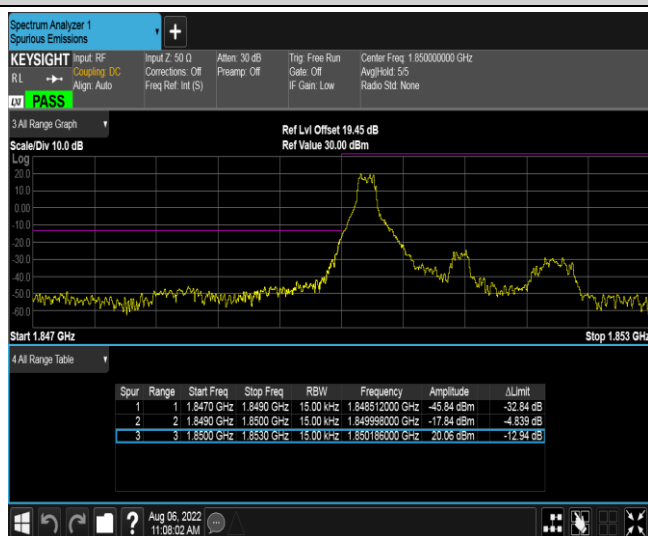 Spectrum Analyzer 1
Spurious Emissions
+
KEYSIGHT Input: RF Input Z: 50 Ω Atten: 30 dB Trig: Free Run Center Freq: 1.850000000 GHz
RL Coupling: DC Corrections: Off Preamp: Off Gate: Off Avg|Hold: 5/5
Align: Auto Freq Ref: Int (S) IF Gain: Low Radio Std: None
LXI PASS
3 All Range Graph
Ref Lvl Offset 19.45 dB
Scale/Div 10.0 dB Ref Value 30.00 dBm
Log
20.0
10.0
0.00
-10.0
-20.0
-30.0
-40.0
-50.0
-60.0
Start 1.847 GHz Stop 1.853 GHz
4 All Range Table
Spur Range Start Freq Stop Freq RBW Frequency Amplitude ΔLimit
1 1 1.8470 GHz 1.8490 GHz 15.00 kHz 1.848512000 GHz -45.84 dBm -32.84 dB
2 2 1.8490 GHz 1.8500 GHz 15.00 kHz 1.849998000 GHz -17.84 dBm -4.839 dB
3 3 1.8500 GHz 1.8530 GHz 15.00 kHz 1.850186000 GHz 20.06 dBm -12.94 dB
? Aug 06, 2022
11:08:02 AM